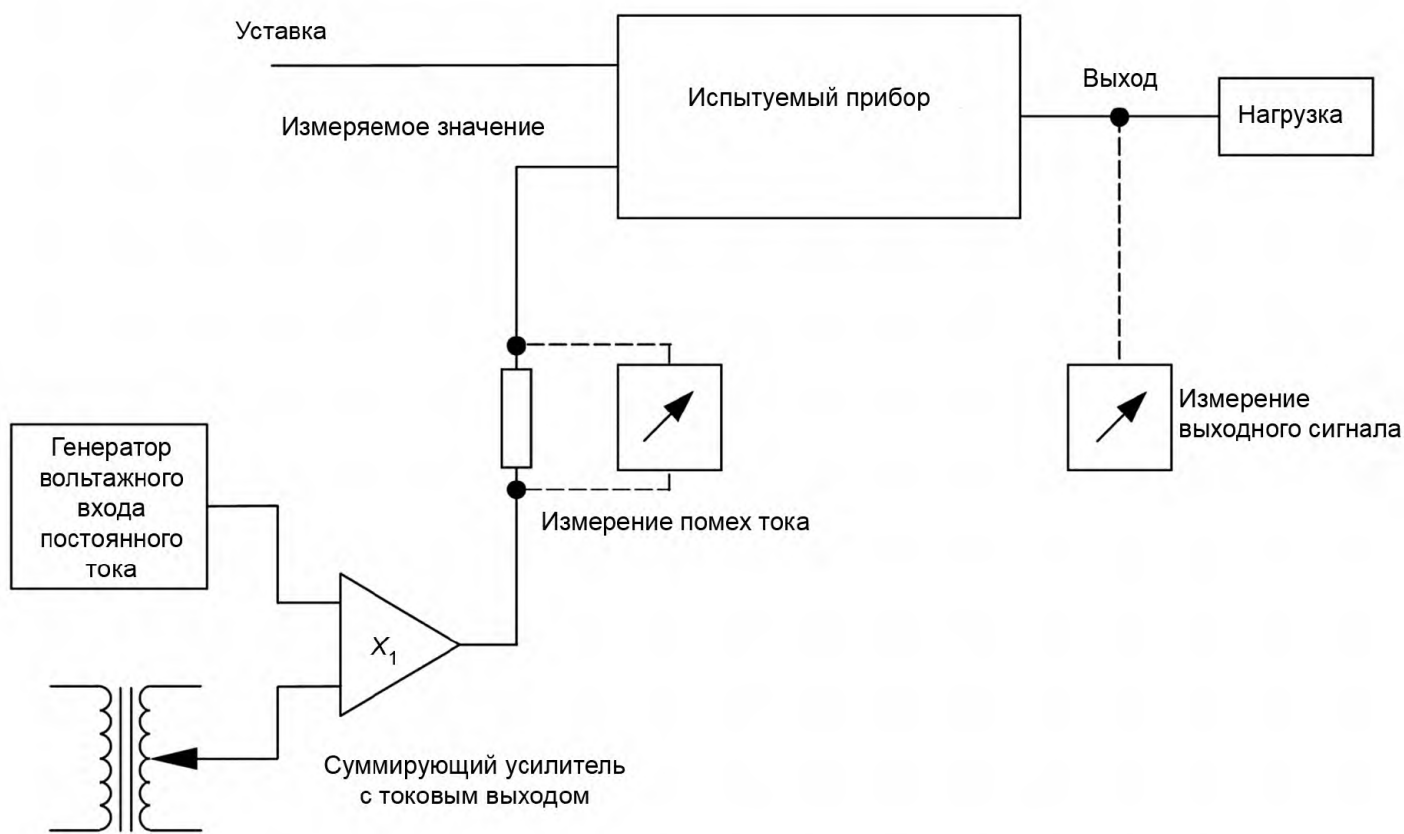 Уставка
Измеряемое значение
Испытуемый прибор
Выход
Нагрузка
Измерение
выходного сигнала
Генератор
вольтажного
входа
постоянного
тока
Измерение помех тока
X1
Суммирующий усилитель
с токовым выходом